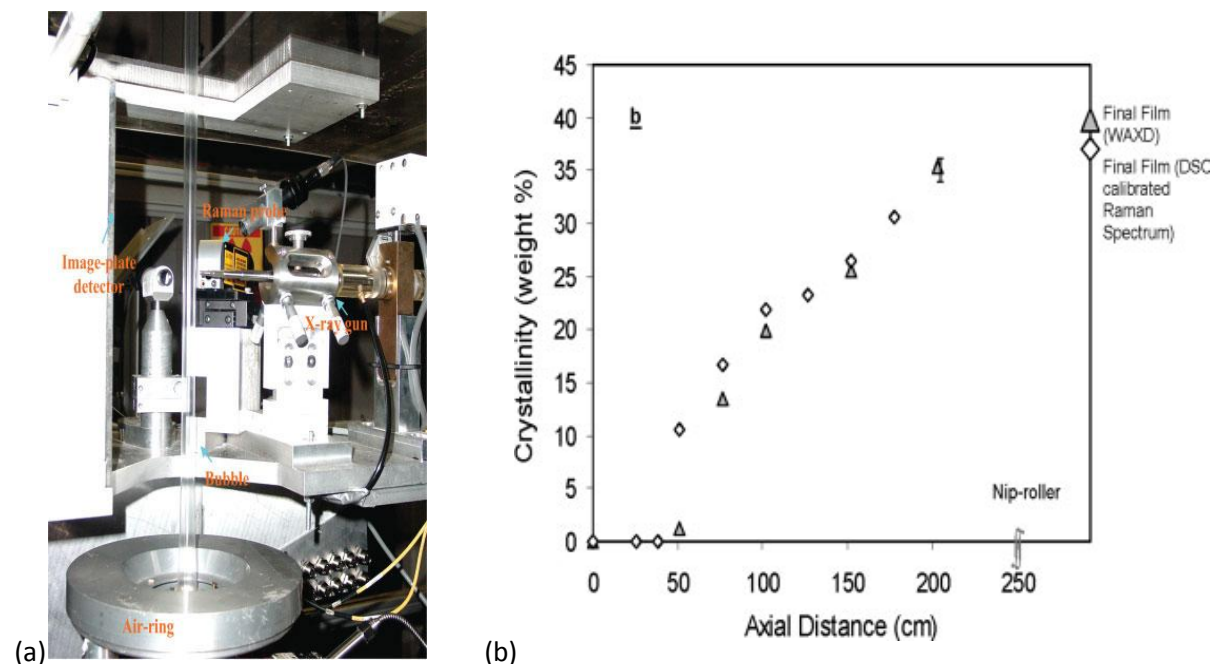 Raman probe
Image-plate
detector
X-ray gun
Bubble
Air-ring
(a)
b
45
40
35
30
25
20
15
10
5
0
Crystallinity (weight %)
0 50 100 150 200 250
Axial Distance (cm)
Nip-roller
Final Film
(WAXD)
Final Film (DSC
calibrated
Raman
Spectrum)
(b)